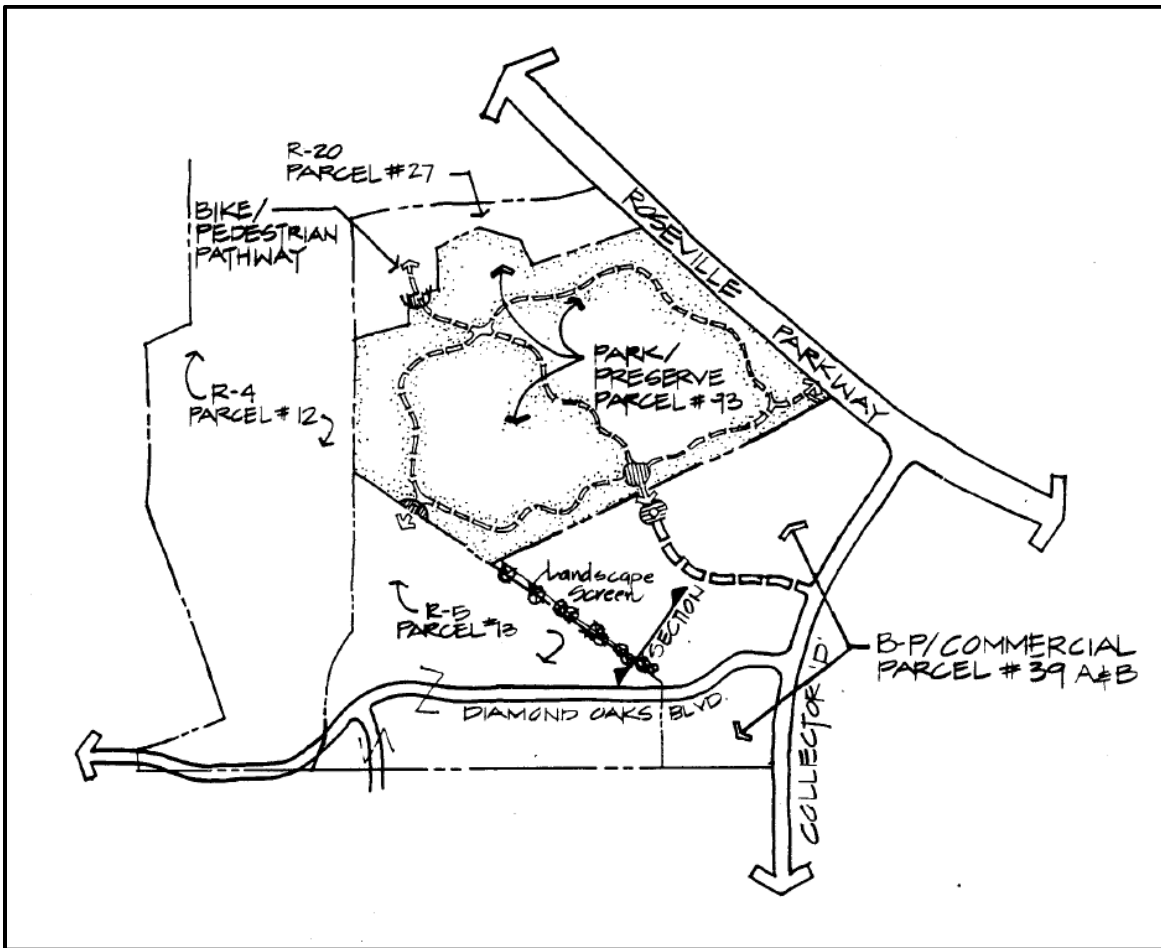 R-20
PARCEL #27
BIKE/
PEDESTRIAN
PATHWAY
ROSEVILLE PARKWAY
PARK/
PRESERVE
PARCEL #93
R-4
PARCEL #12
Landscape
Screen
SECTION
R-5
PARCEL #13
B-P/COMMERCIAL
PARCEL #39 A&B
DIAMOND OAKS BLVD.
COLLECTOR 'D'